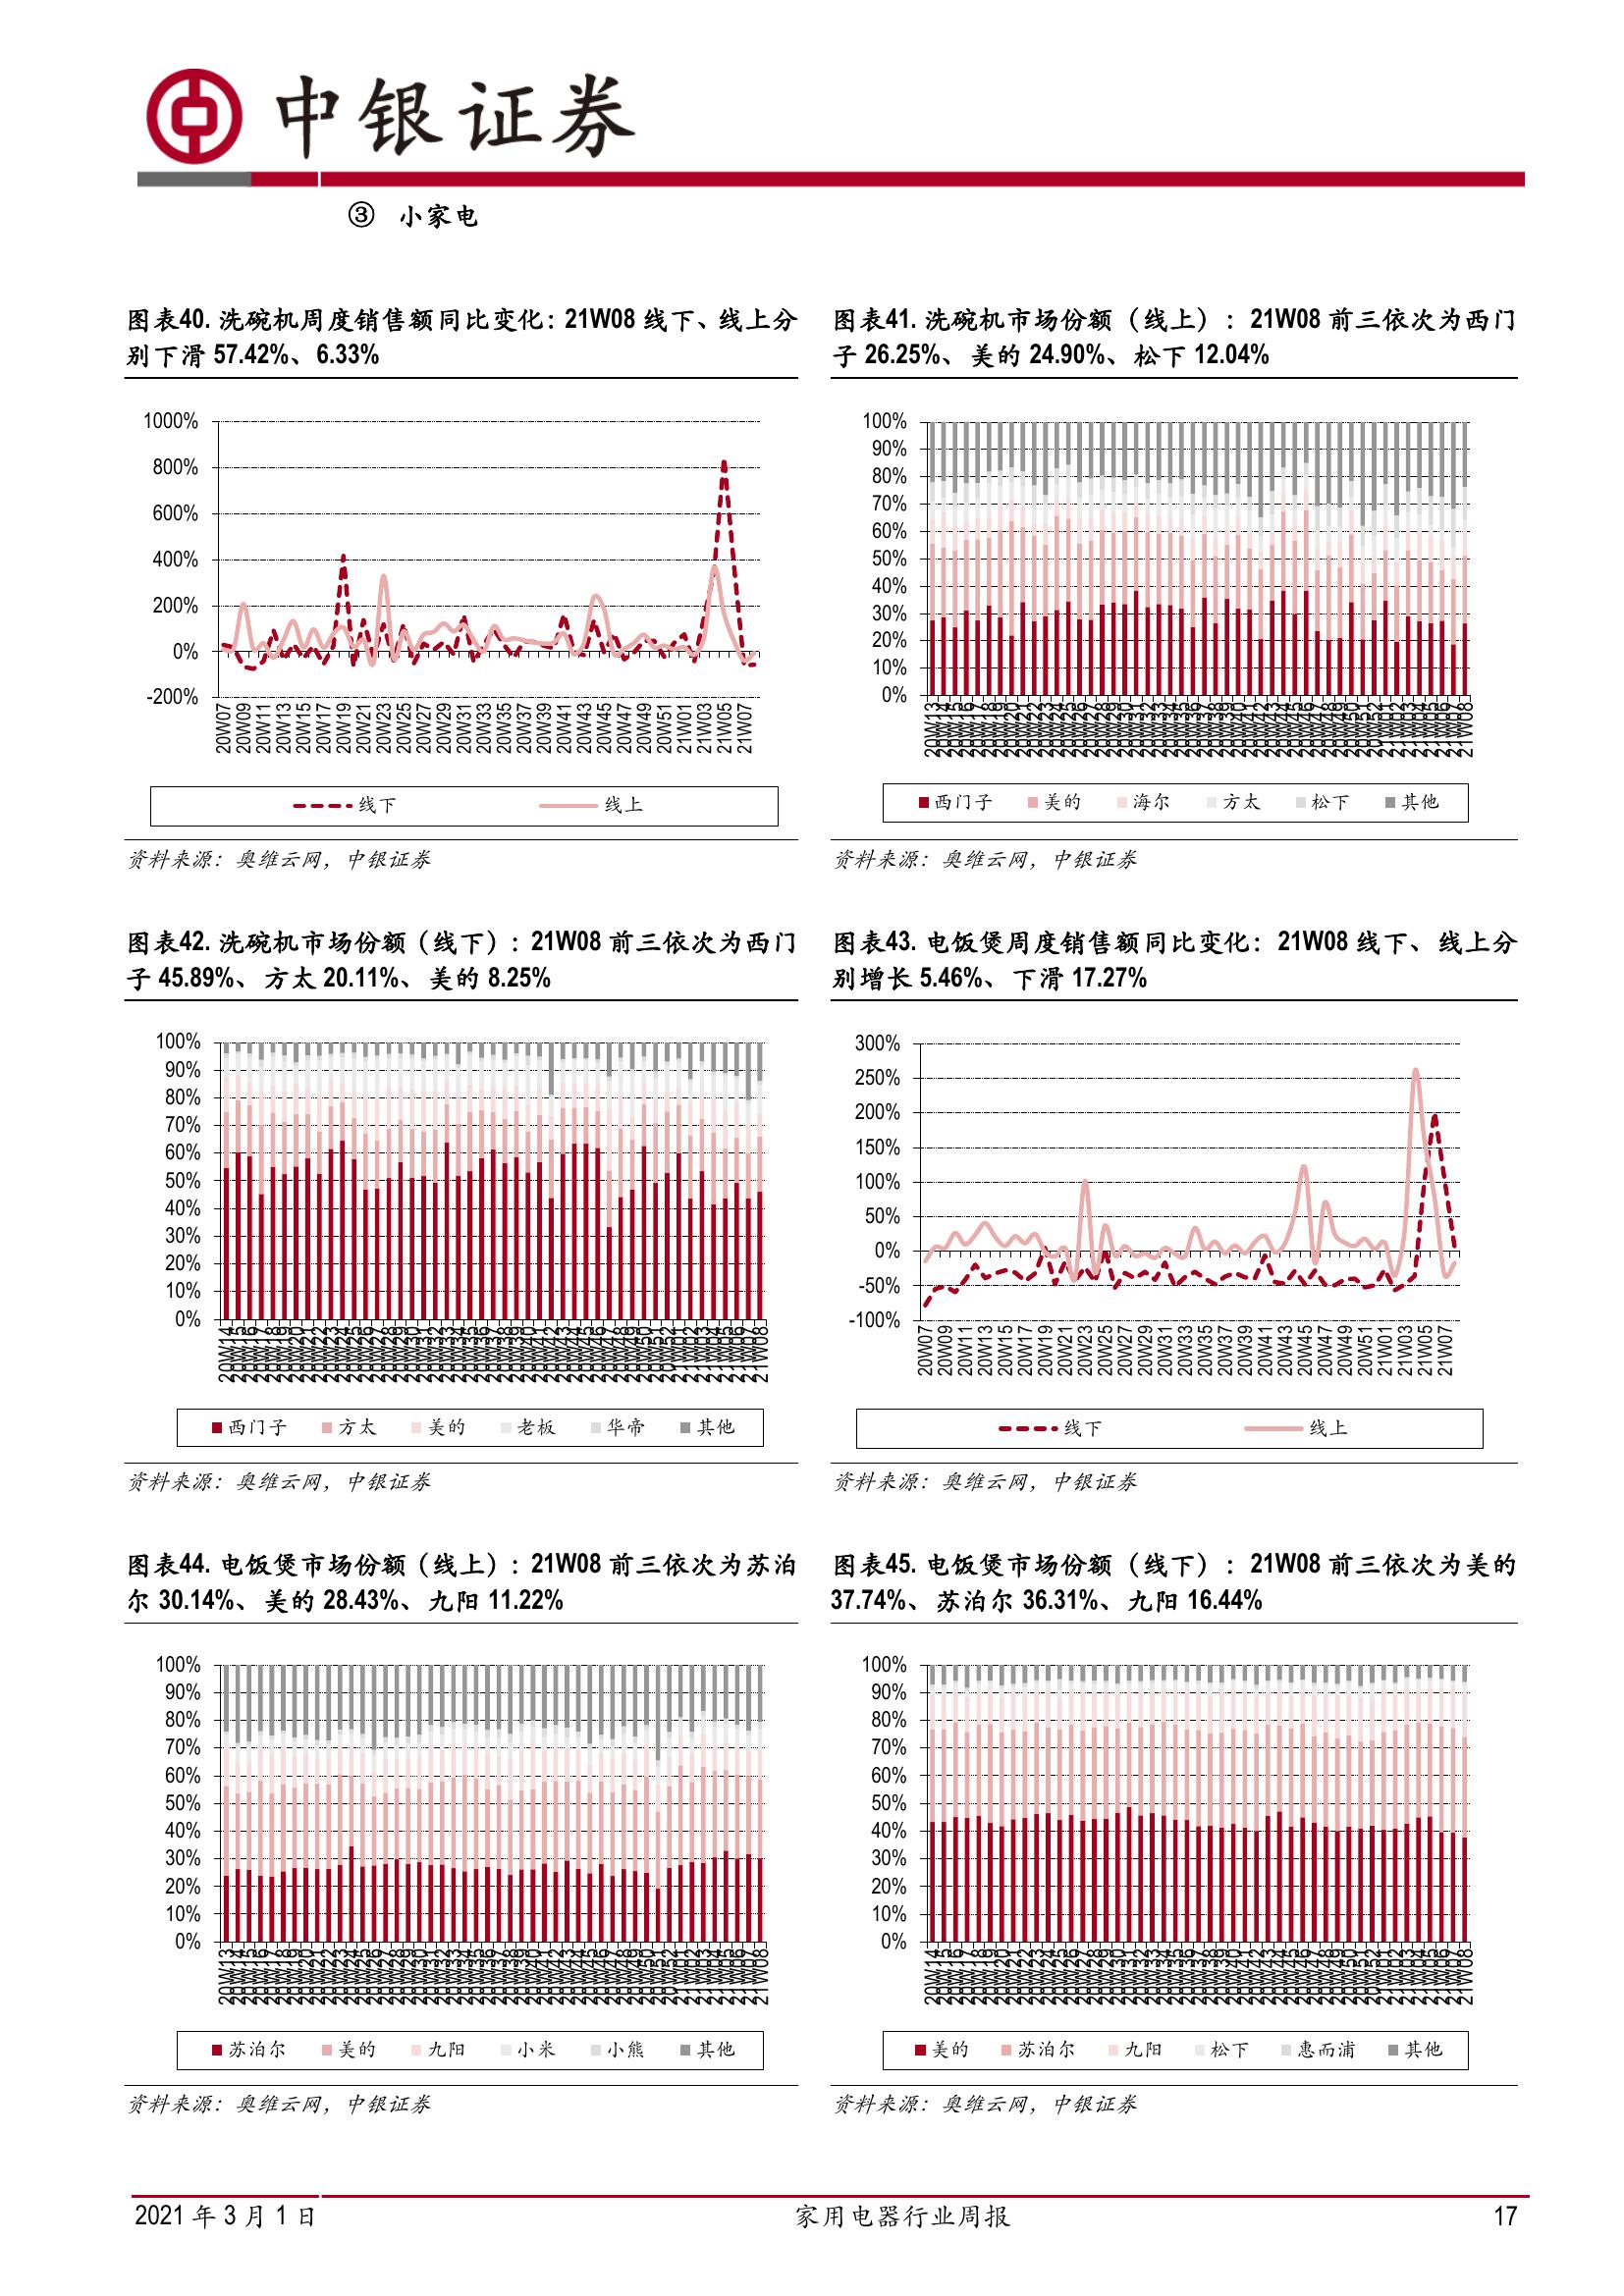 中银证券
③ 小家电
图表40. 洗碗机周度销售额同比变化：21W08 线下、线上分
别下滑 57.42%、6.33%
1000%
800%
600%
400%
200%
0%
-200%
20W07 20W09 20W11 20W13 20W15 20W17 20W19 20W21 20W23 20W25 20W27 20W29 20W31 20W33 20W35 20W37 20W39 20W41 20W43 20W45 20W47 20W49 20W51 21W01 21W03 21W05 21W07
线下 线上
资料来源：奥维云网，中银证券
图表41. 洗碗机市场份额（线上）：21W08 前三依次为西门
子 26.25%、美的 24.90%、松下 12.04%
100%
90%
80%
70%
60%
50%
40%
30%
20%
10%
0%
20W13 21W08
西门子 美的 海尔 方太 松下 其他
资料来源：奥维云网，中银证券
图表42. 洗碗机市场份额（线下）：21W08 前三依次为西门
子 45.89%、方太 20.11%、美的 8.25%
100%
90%
80%
70%
60%
50%
40%
30%
20%
10%
0%
20W14 21W08
西门子 方太 美的 老板 华帝 其他
资料来源：奥维云网，中银证券
图表43. 电饭煲周度销售额同比变化：21W08 线下、线上分
别增长 5.46%、下滑 17.27%
300%
250%
200%
150%
100%
50%
0%
-50%
-100%
20W07 20W09 20W11 20W13 20W15 20W17 20W19 20W21 20W23 20W25 20W27 20W29 20W31 20W33 20W35 20W37 20W39 20W41 20W43 20W45 20W47 20W49 20W51 21W01 21W03 21W05 21W07
线下 线上
资料来源：奥维云网，中银证券
图表44. 电饭煲市场份额（线上）：21W08 前三依次为苏泊
尔 30.14%、美的 28.43%、九阳 11.22%
100%
90%
80%
70%
60%
50%
40%
30%
20%
10%
0%
20W13 21W08
苏泊尔 美的 九阳 小米 小熊 其他
资料来源：奥维云网，中银证券
图表45. 电饭煲市场份额（线下）：21W08 前三依次为美的
37.74%、苏泊尔 36.31%、九阳 16.44%
100%
90%
80%
70%
60%
50%
40%
30%
20%
10%
0%
20W14 21W08
美的 苏泊尔 九阳 松下 惠而浦 其他
资料来源：奥维云网，中银证券
2021 年 3 月 1 日 家用电器行业周报 17